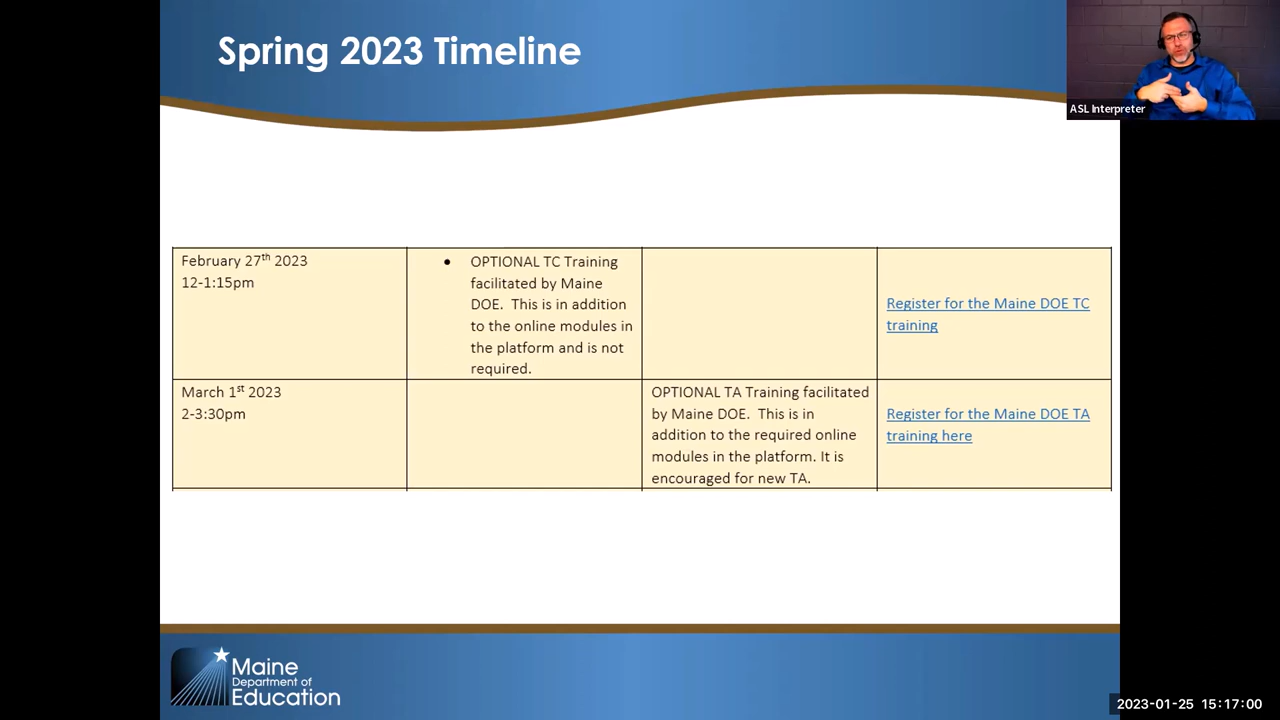 Spring 2023 Timeline
ASL Interpreter
February 27th 2023
12-1:15pm
• OPTIONAL TC Training
facilitated by Maine
DOE.  This is in addition
to the online modules in
the platform and is not
required.
Register for the Maine DOE TC
training
March 1st 2023
2-3:30pm
OPTIONAL TA Training facilitated
by Maine DOE.  This is in
addition to the required online
modules in the platform. It is
encouraged for new TA.
Register for the Maine DOE TA
training here
Maine
Department of
Education
2023-01-25 15:17:00